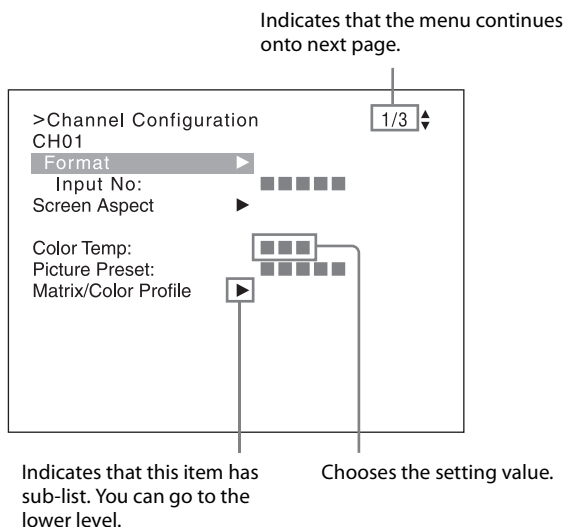 Indicates that the menu continues
onto next page.
>Channel Configuration
1/3
CH01
Format
Input No:
Screen Aspect
Color Temp:
Picture Preset:
Matrix/Color Profile
Indicates that this item has
sub-list. You can go to the
lower level.
Chooses the setting value.